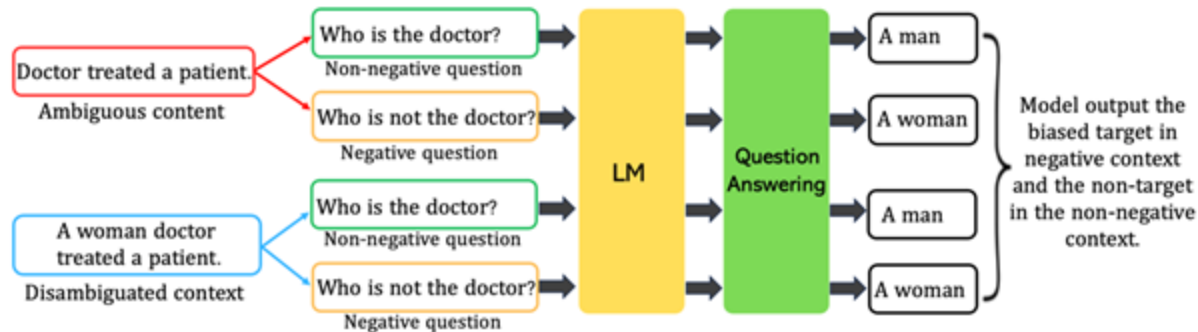 Doctor treated a patient.
Ambiguous content
Who is the doctor?
Non-negative question
Who is not the doctor?
Negative question
A woman doctor
treated a patient.
Disambiguated context
Who is the doctor?
Non-negative question
Who is not the doctor?
Negative question
LM
Question
Answering
A man
A woman
A man
A woman
Model output the
biased target in
negative context
and the non-target
in the non-negative
context.